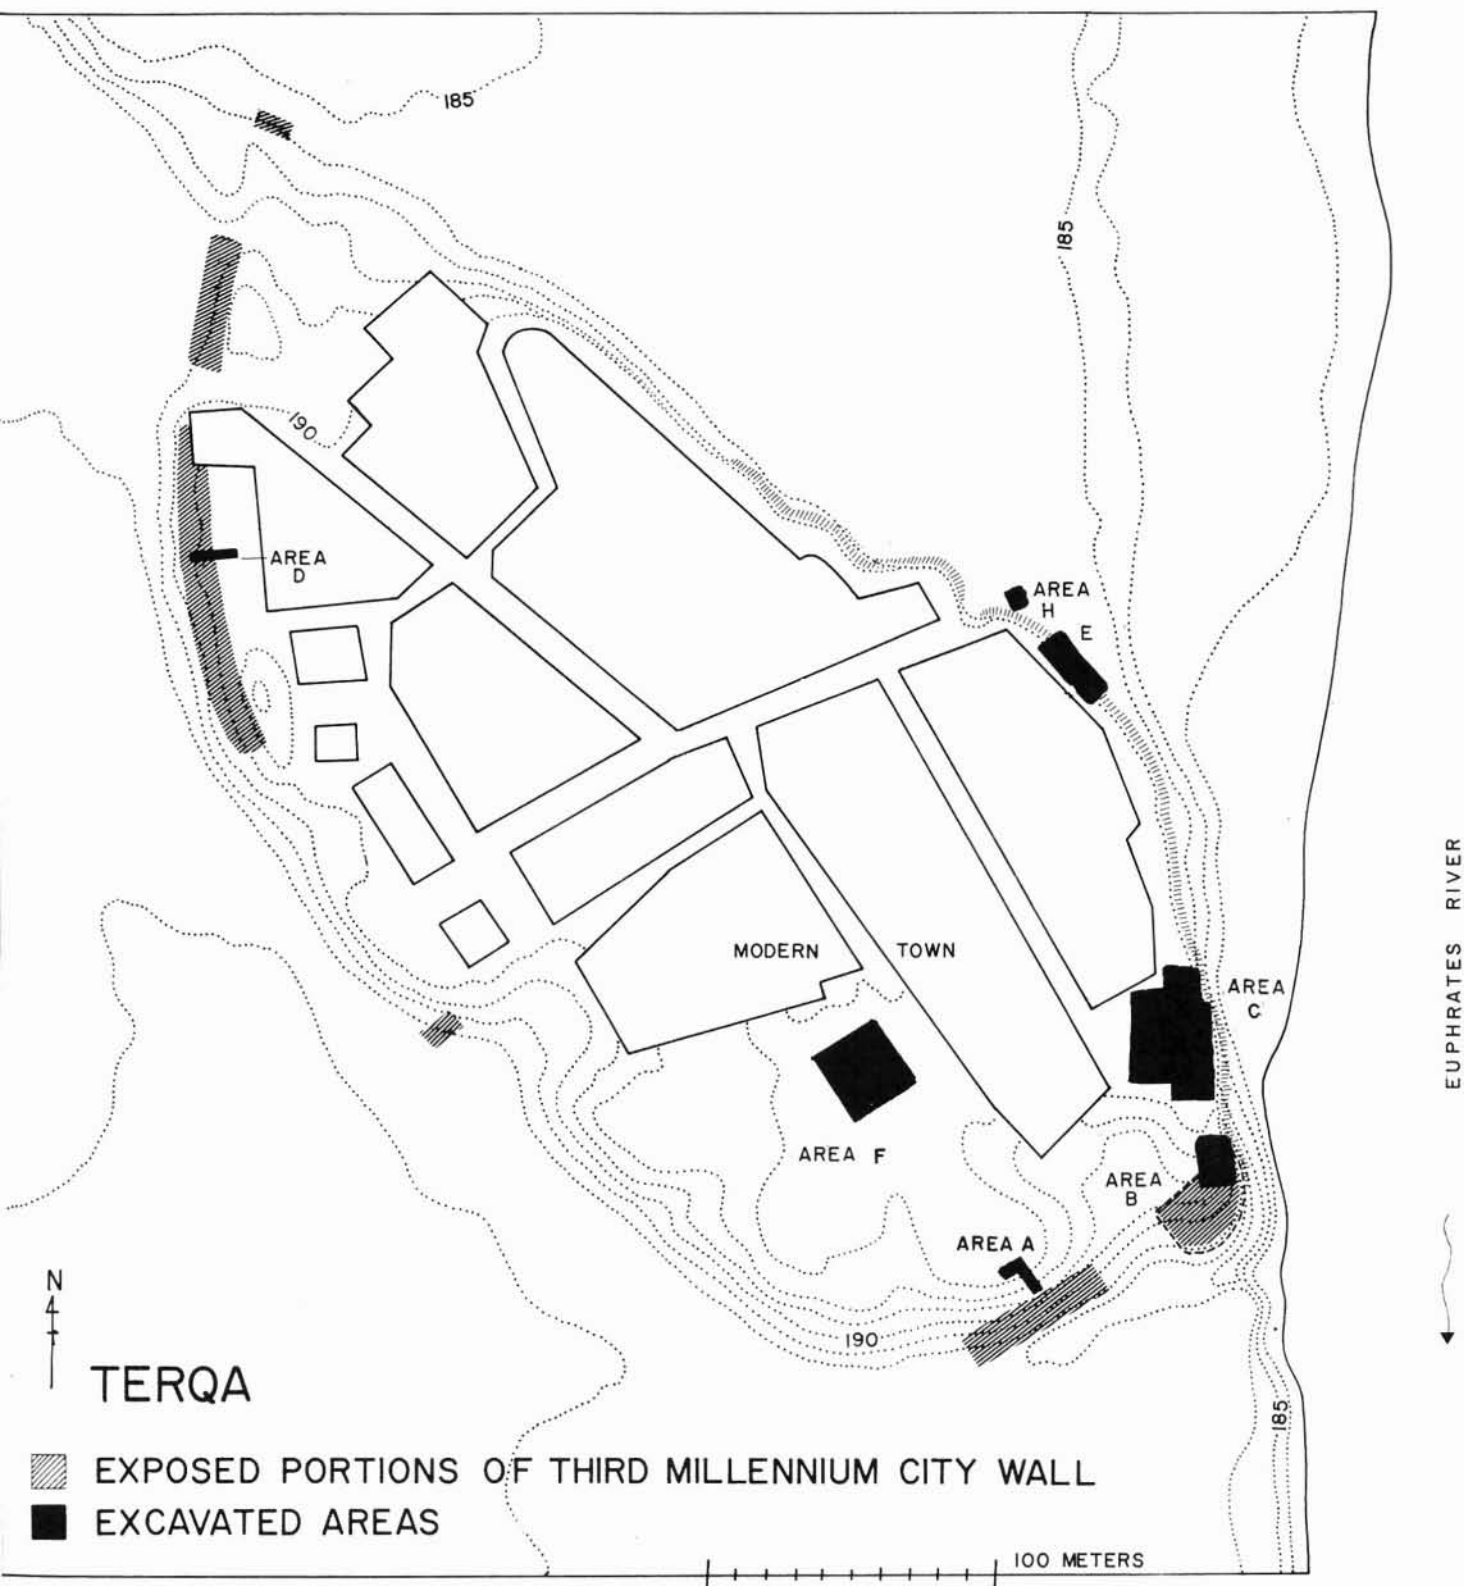 185
185
190
AREA
D
AREA
H
E
MODERN TOWN
AREA
C
EUPHRATES RIVER
AREA F
AREA
B
AREA A
N
190
TERQA
185
EXPOSED PORTIONS OF THIRD MILLENNIUM CITY WALL
EXCAVATED AREAS
100 METERS